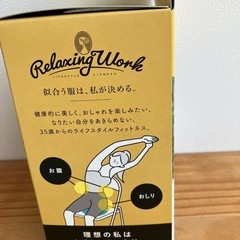 Relaxing Work
LIFESTYLE FITNESS
似合う服は、私が決める。
健康的に美しく、おしゃれを楽しみたい。
なりたい自分をあきらめない、
35歳からのライフスタイルフィットネス。
お腹
おしり
理想の私は